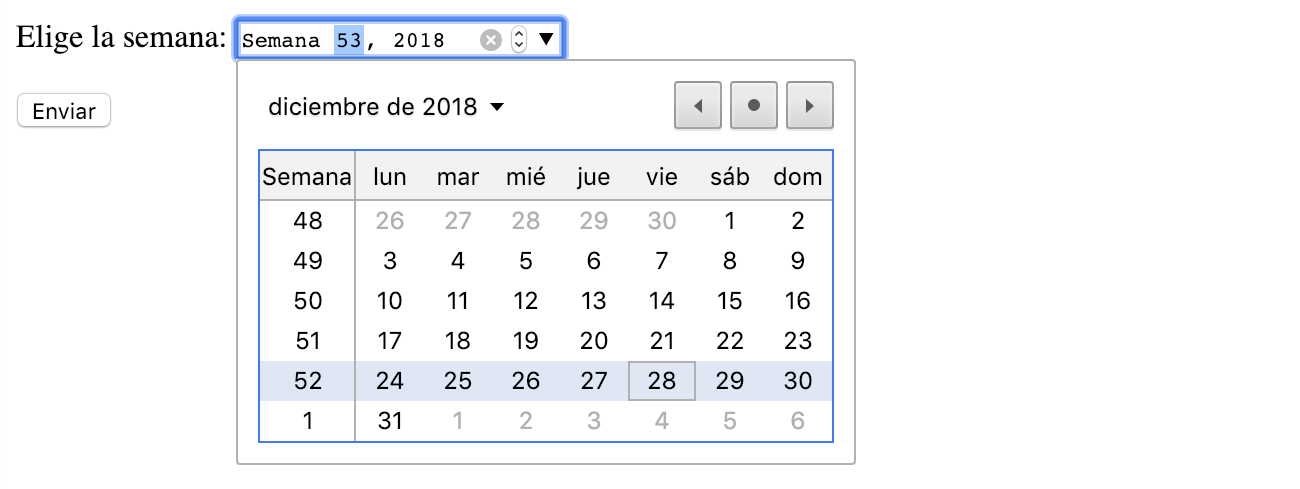 Elige la semana: Semana 53, 2018
Enviar
diciembre de 2018
Semana lun mar mié jue vie sáb dom
48 26 27 28 29 30 1 2
49 3 4 5 6 7 8 9
50 10 11 12 13 14 15 16
51 17 18 19 20 21 22 23
52 24 25 26 27 28 29 30
1 31 1 2 3 4 5 6